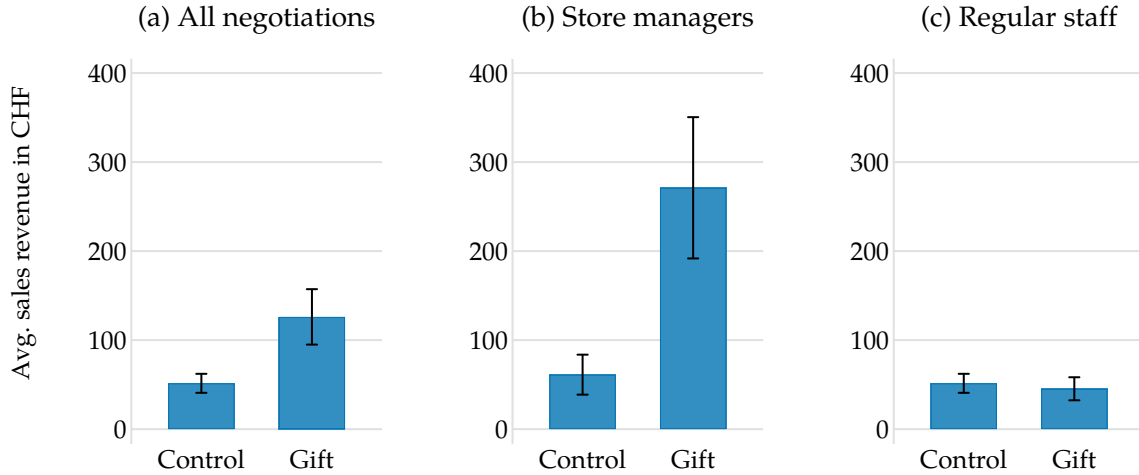 (a) All negotiations
(b) Store managers
(c) Regular staff
Avg. sales revenue in CHF
400
300
200
100
0
Control Gift
400
300
200
100
0
Control Gift
400
300
200
100
0
Control Gift